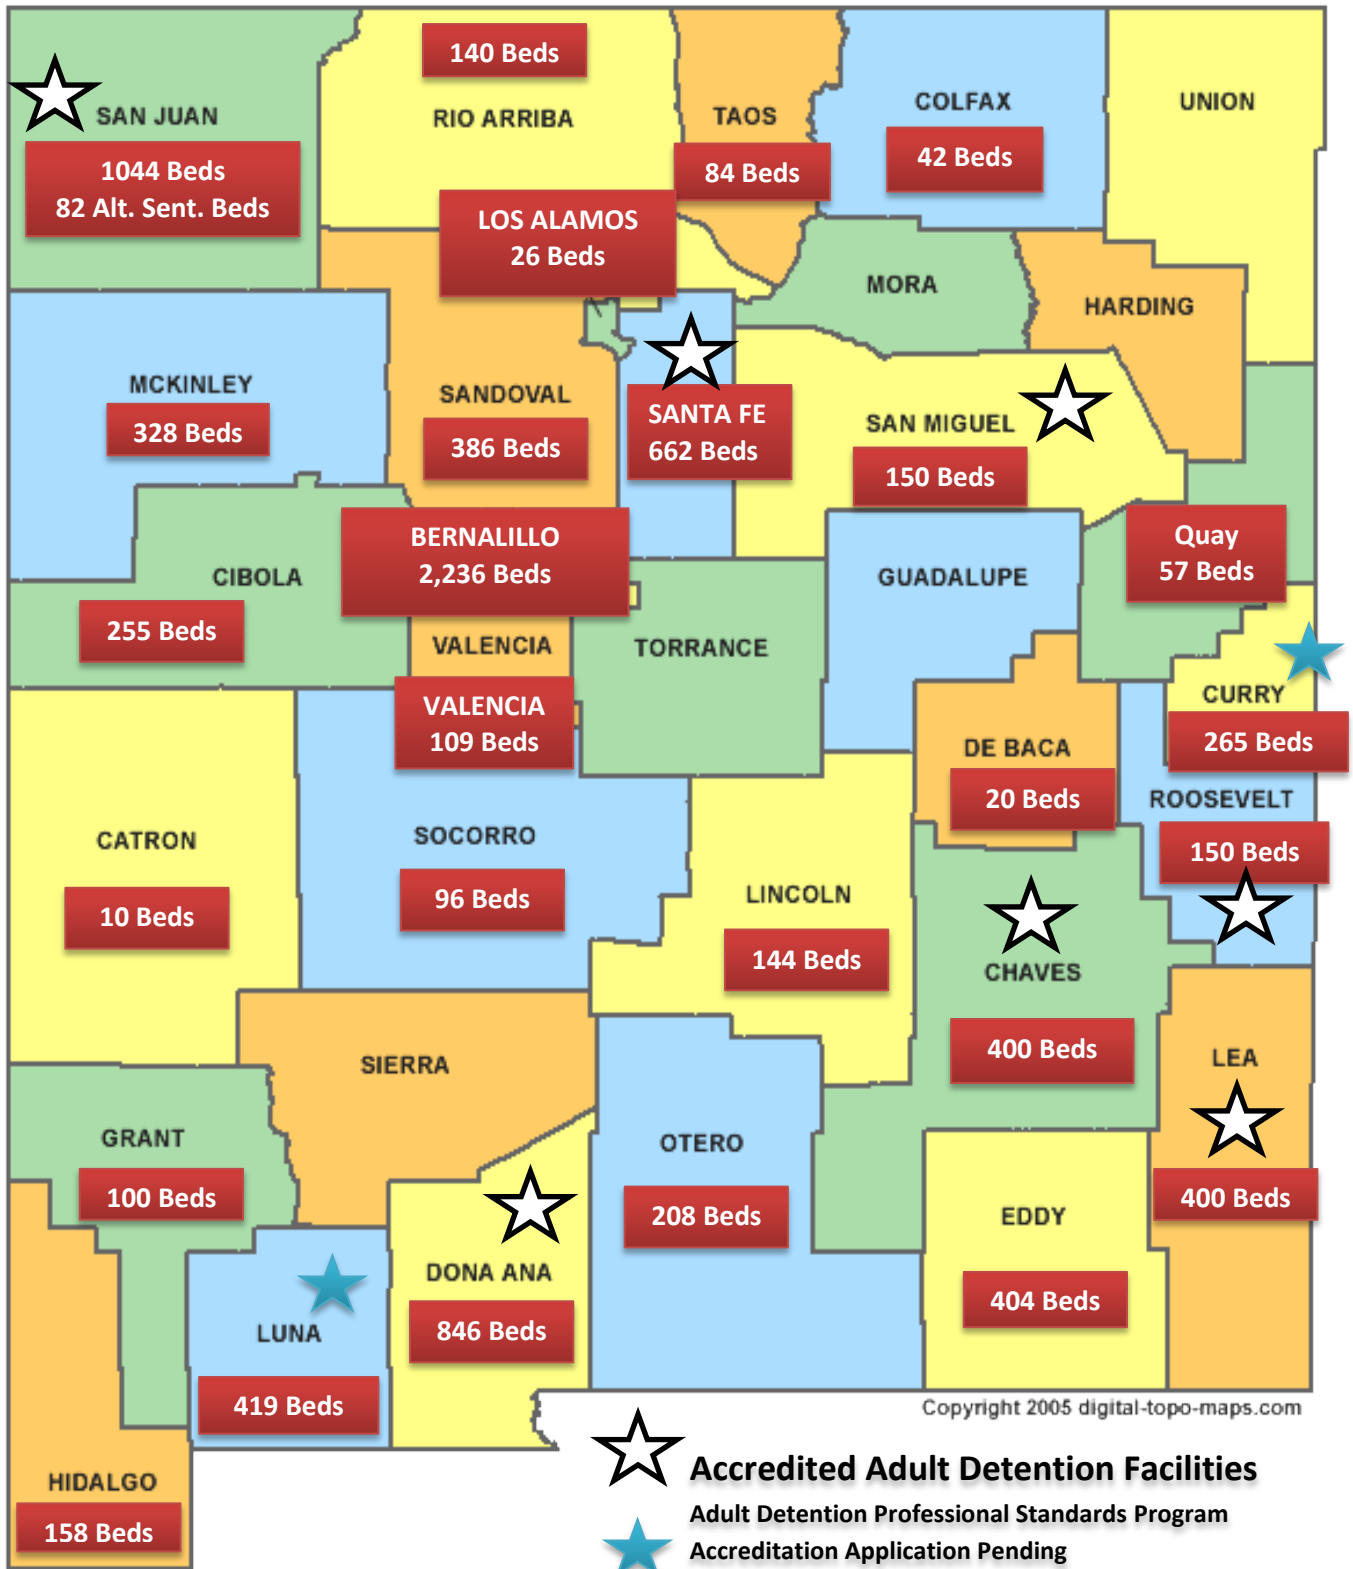 140 Beds
SAN JUAN
RIO ARRIBA
TAOS
COLFAX
UNION
1044 Beds
82 Alt. Sent. Beds
84 Beds
42 Beds
LOS ALAMOS
26 Beds
MORA
HARDING
MCKINLEY
328 Beds
SANDOVAL
386 Beds
SANTA FE
662 Beds
SAN MIGUEL
150 Beds
BERNALILLO
2,236 Beds
Quay
57 Beds
CIBOLA
255 Beds
GUADALUPE
VALENCIA
TORRANCE
VALENCIA
109 Beds
CURRY
265 Beds
DE BACA
20 Beds
ROOSEVELT
150 Beds
CATRON
10 Beds
SOCORRO
96 Beds
LINCOLN
144 Beds
CHAVES
400 Beds
SIERRA
LEA
400 Beds
GRANT
100 Beds
OTERO
208 Beds
EDDY
404 Beds
DONA ANA
846 Beds
LUNA
419 Beds
Copyright 2005 digital-topo-maps.com
HIDALGO
158 Beds
Accredited Adult Detention Facilities
Adult Detention Professional Standards Program
Accreditation Application Pending